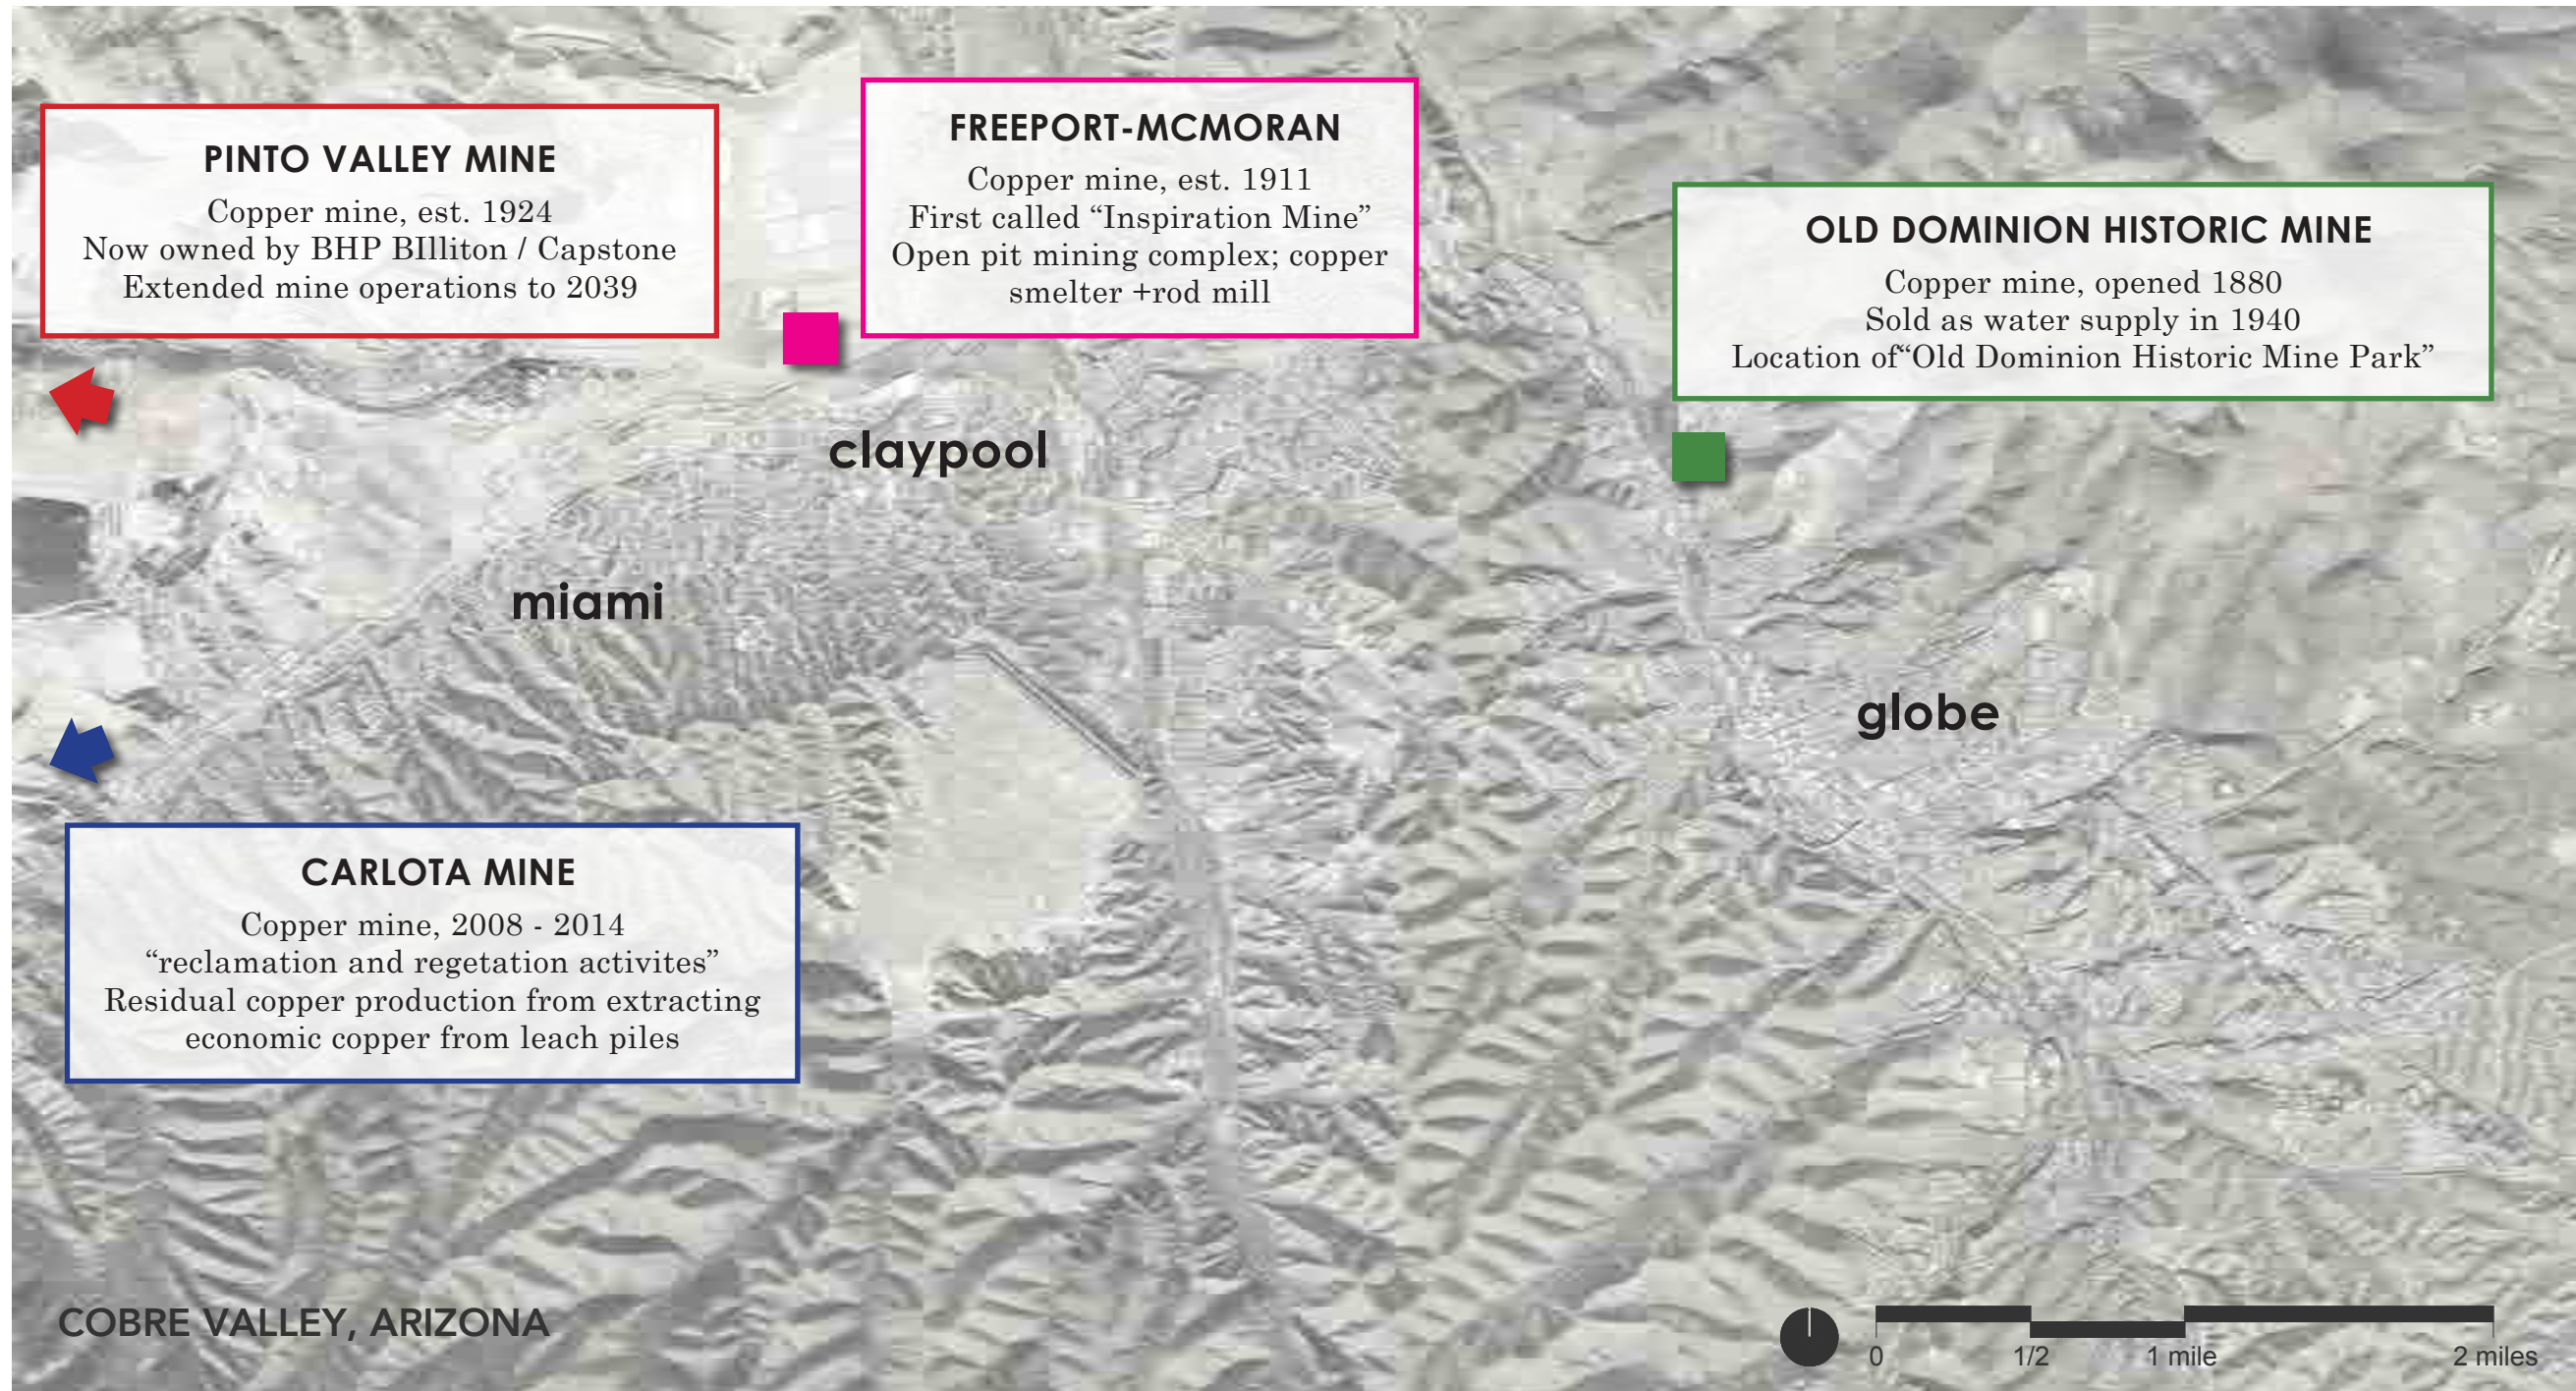 PINTO VALLEY MINE
Copper mine, est. 1924
Now owned by BHP BIlliton / Capstone
Extended mine operations to 2039
FREEPORT-MCMORAN
Copper mine, est. 1911
First called “Inspiration Mine”
Open pit mining complex; copper
smelter +rod mill
OLD DOMINION HISTORIC MINE
Copper mine, opened 1880
Sold as water supply in 1940
Location of“Old Dominion Historic Mine Park”
claypool
miami
globe
CARLOTA MINE
Copper mine, 2008 - 2014
“reclamation and regetation activites”
Residual copper production from extracting
economic copper from leach piles
COBRE VALLEY, ARIZONA
0 1/2 1 mile 2 miles